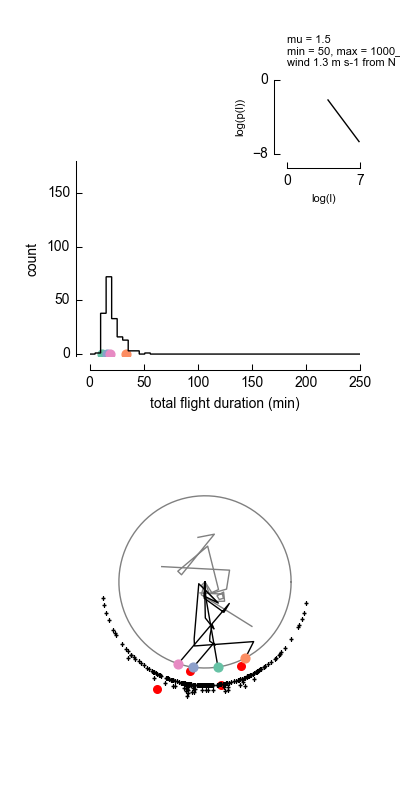 mu = 1.5
min = 50, max = 1000_
wind 1.3 m s-1 from N
0
log(p(l))
−8
0
7
log(l)
150
100
count
50
0
0
50
100
150
200
250
total flight duration (min)